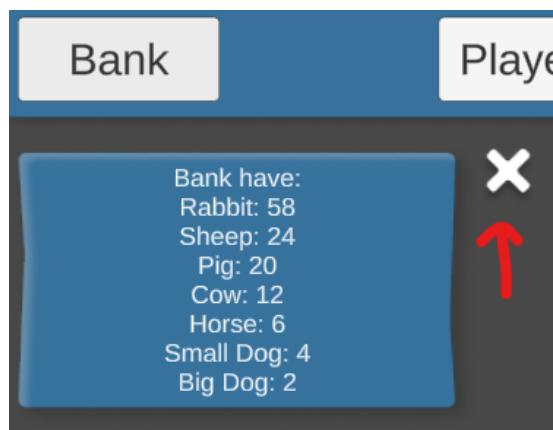 Bank
Playe
Bank have:
Rabbit: 58
Sheep: 24
Pig: 20
Cow: 12
Horse: 6
Small Dog: 4
Big Dog: 2